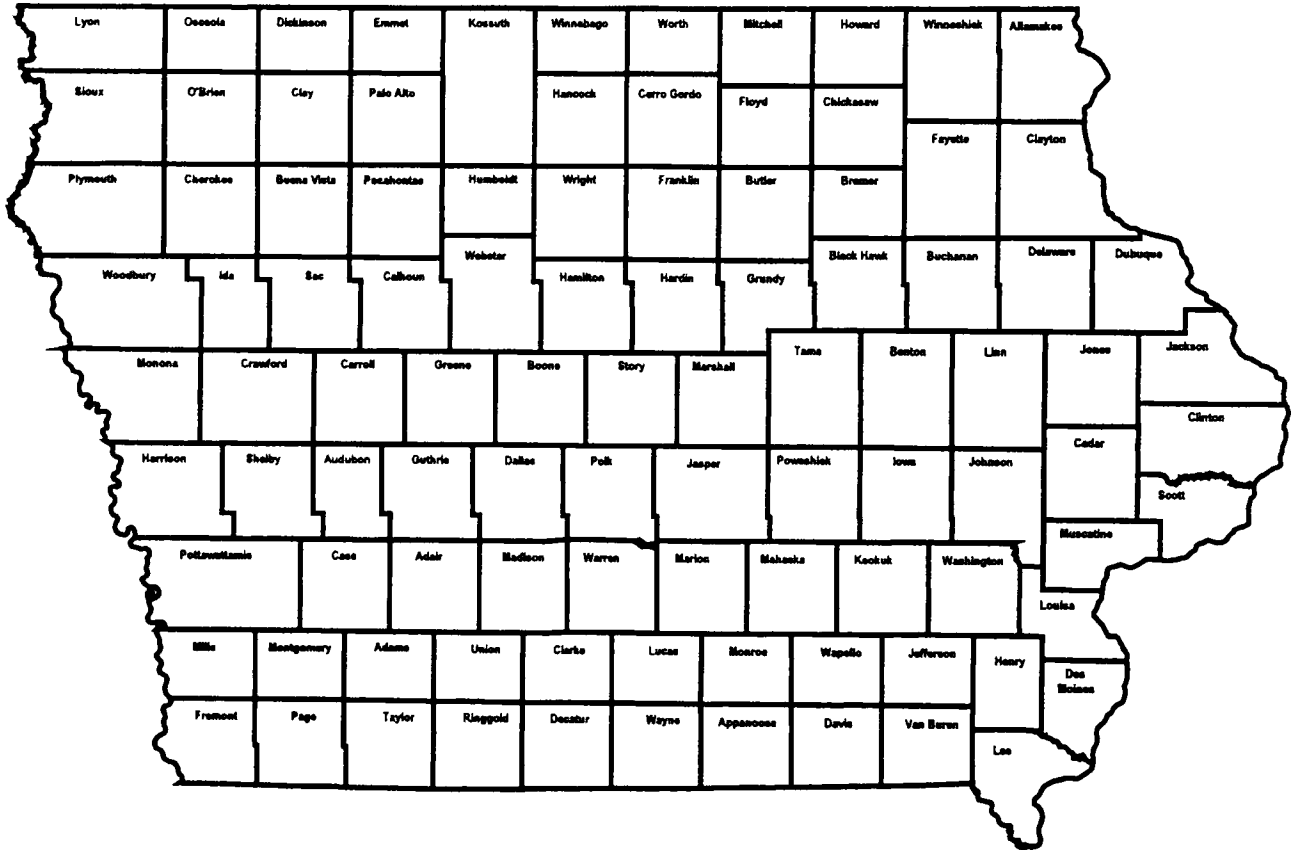 Lyon
Osceola
Dickinson
Emmet
Kossuth
Winnebago
Worth
Mitchell
Howard
Winneshiek
Allamakee
Sioux
O'Brien
Clay
Palo Alto
Hancock
Cerro Gordo
Floyd
Chickasaw
Fayette
Clayton
Plymouth
Cherokee
Buena Vista
Pocahontas
Humboldt
Wright
Franklin
Butler
Bremer
Woodbury
Ida
Sac
Calhoun
Webster
Hamilton
Hardin
Grundy
Black Hawk
Buchanan
Delaware
Dubuque
Monona
Crawford
Carroll
Greene
Boone
Story
Marshall
Tama
Benton
Linn
Jones
Jackson
Clinton
Cedar
Harrison
Shelby
Audubon
Guthrie
Dallas
Polk
Jasper
Poweshiek
Iowa
Johnson
Scott
Muscatine
Pottawattamie
Cass
Adair
Madison
Warren
Marion
Mahaska
Keokuk
Washington
Louisa
Mills
Montgomery
Adams
Union
Clarke
Lucas
Monroe
Wapello
Jefferson
Henry
Des
Moines
Fremont
Page
Taylor
Ringgold
Decatur
Wayne
Appanoose
Davis
Van Buren
Lee